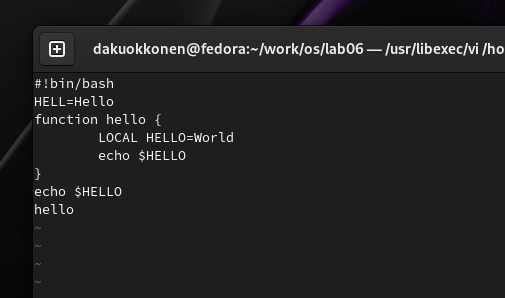 dakuokkonen@fedora:~/work/os/lab06 — /usr/libexec/vi /ho
#!bin/bash
HELL=Hello
function hello {
        LOCAL HELLO=World
        echo $HELLO
}
echo $HELLO
hello
~
~
~
~